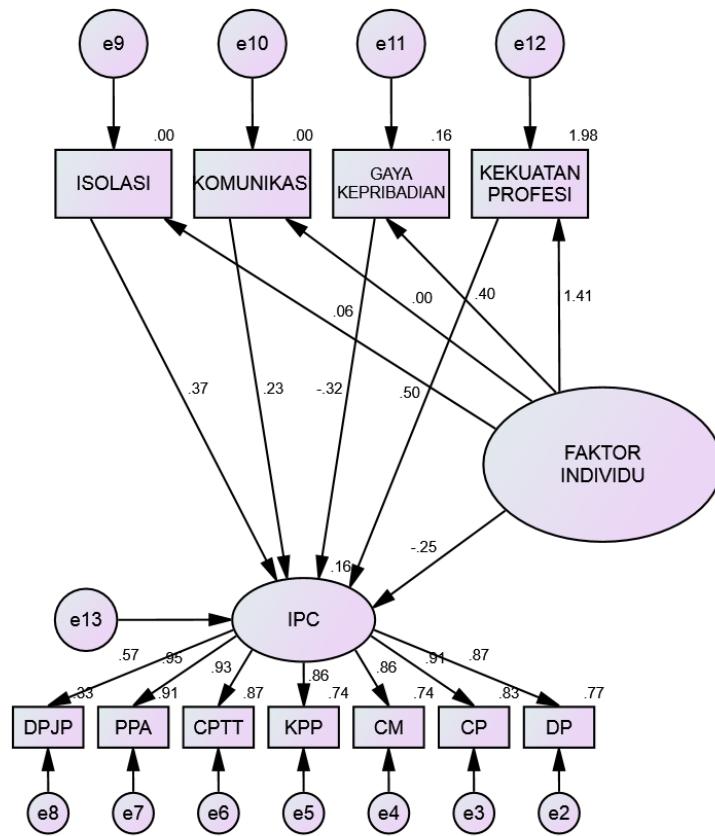 e9
e10
e11
e12
.00
.00
.16
1.98
ISOLASI
KOMUNIKASI
GAYA
KEPRIBADIAN
KEKUATAN
PROFESI
.06
.00
.40
1.41
.37
.23
-.32
.50
FAKTOR
INDIVIDU
-.25
.16
e13
IPC
.57
.95
.93
.86
.86
.91
.87
.33
.91
.87
.74
.74
.83
.77
DPJP
PPA
CPTT
KPP
CM
CP
DP
e8
e7
e6
e5
e4
e3
e2